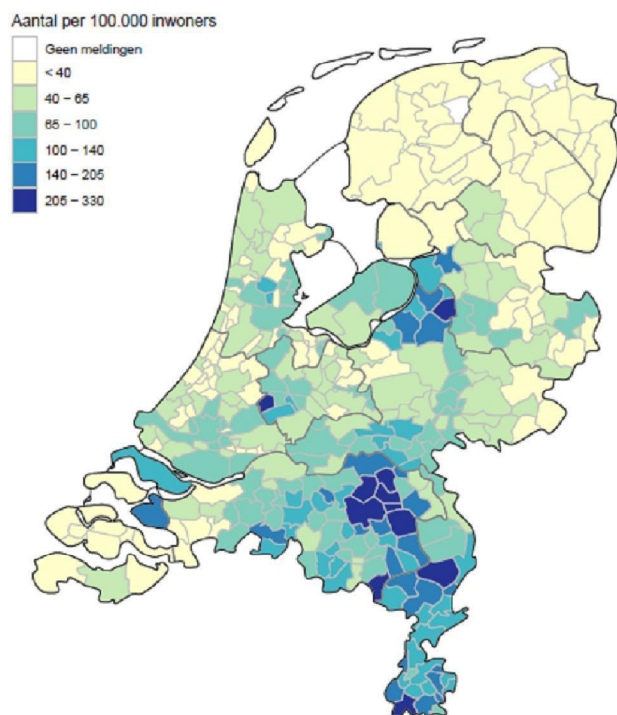 Aantal per 100.000 inwoners
Geen meldingen
< 40
40 – 65
65 – 100
100 – 140
140 – 205
205 – 330